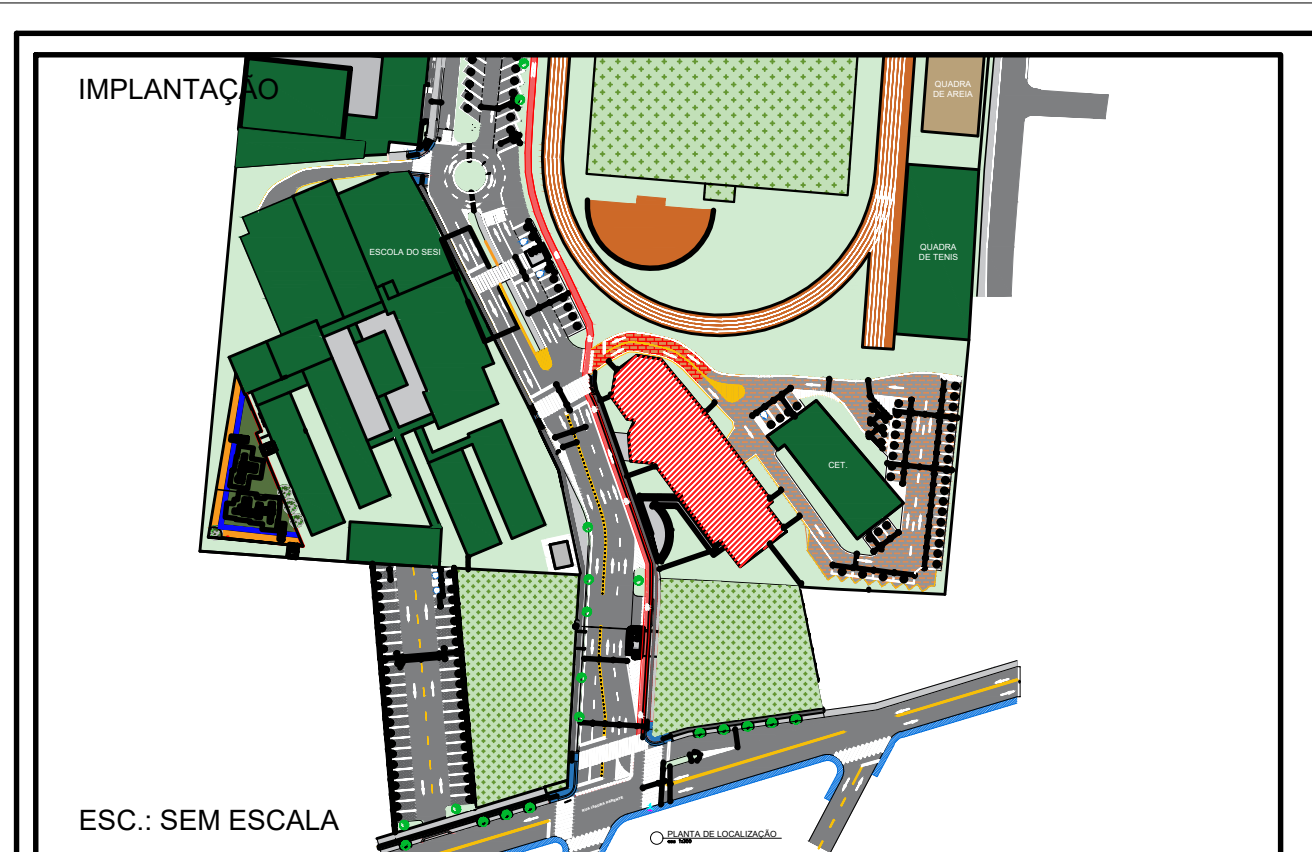 IMPLANTAÇÃO
QUADRA
DE AREIA
ESCOLA DO SESI
QUADRA
DE TENIS
CET.
ESC.: SEM ESCALA
PLANTA DE LOCALIZAÇÃO